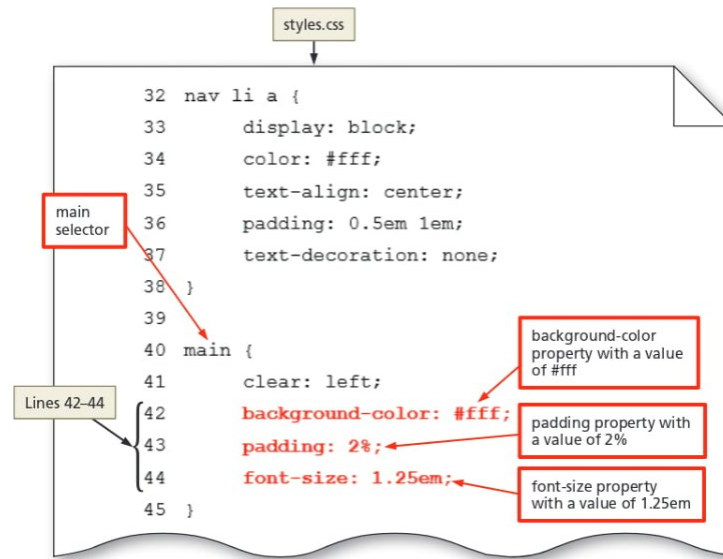 styles.css
32 nav li a {
33 display: block;
34 color: #fff;
35 text-align: center;
36 padding: 0.5em 1em;
37 text-decoration: none;
38 }
39
40 main {
41 clear: left;
42 background-color: #fff;
43 padding: 2%;
44 font-size: 1.25em;
45 }
main
selector
Lines 42–44
background-color
property with a value
of #fff
padding property with
a value of 2%
font-size property
with a value of 1.25em